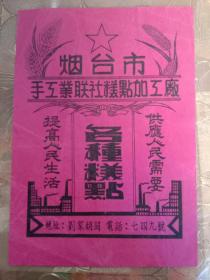 烟台市
手工業联社糕點加工廠
供應人民需要
各種糕點
提高人民生活
地址：劉家胡同 電話：七四九號